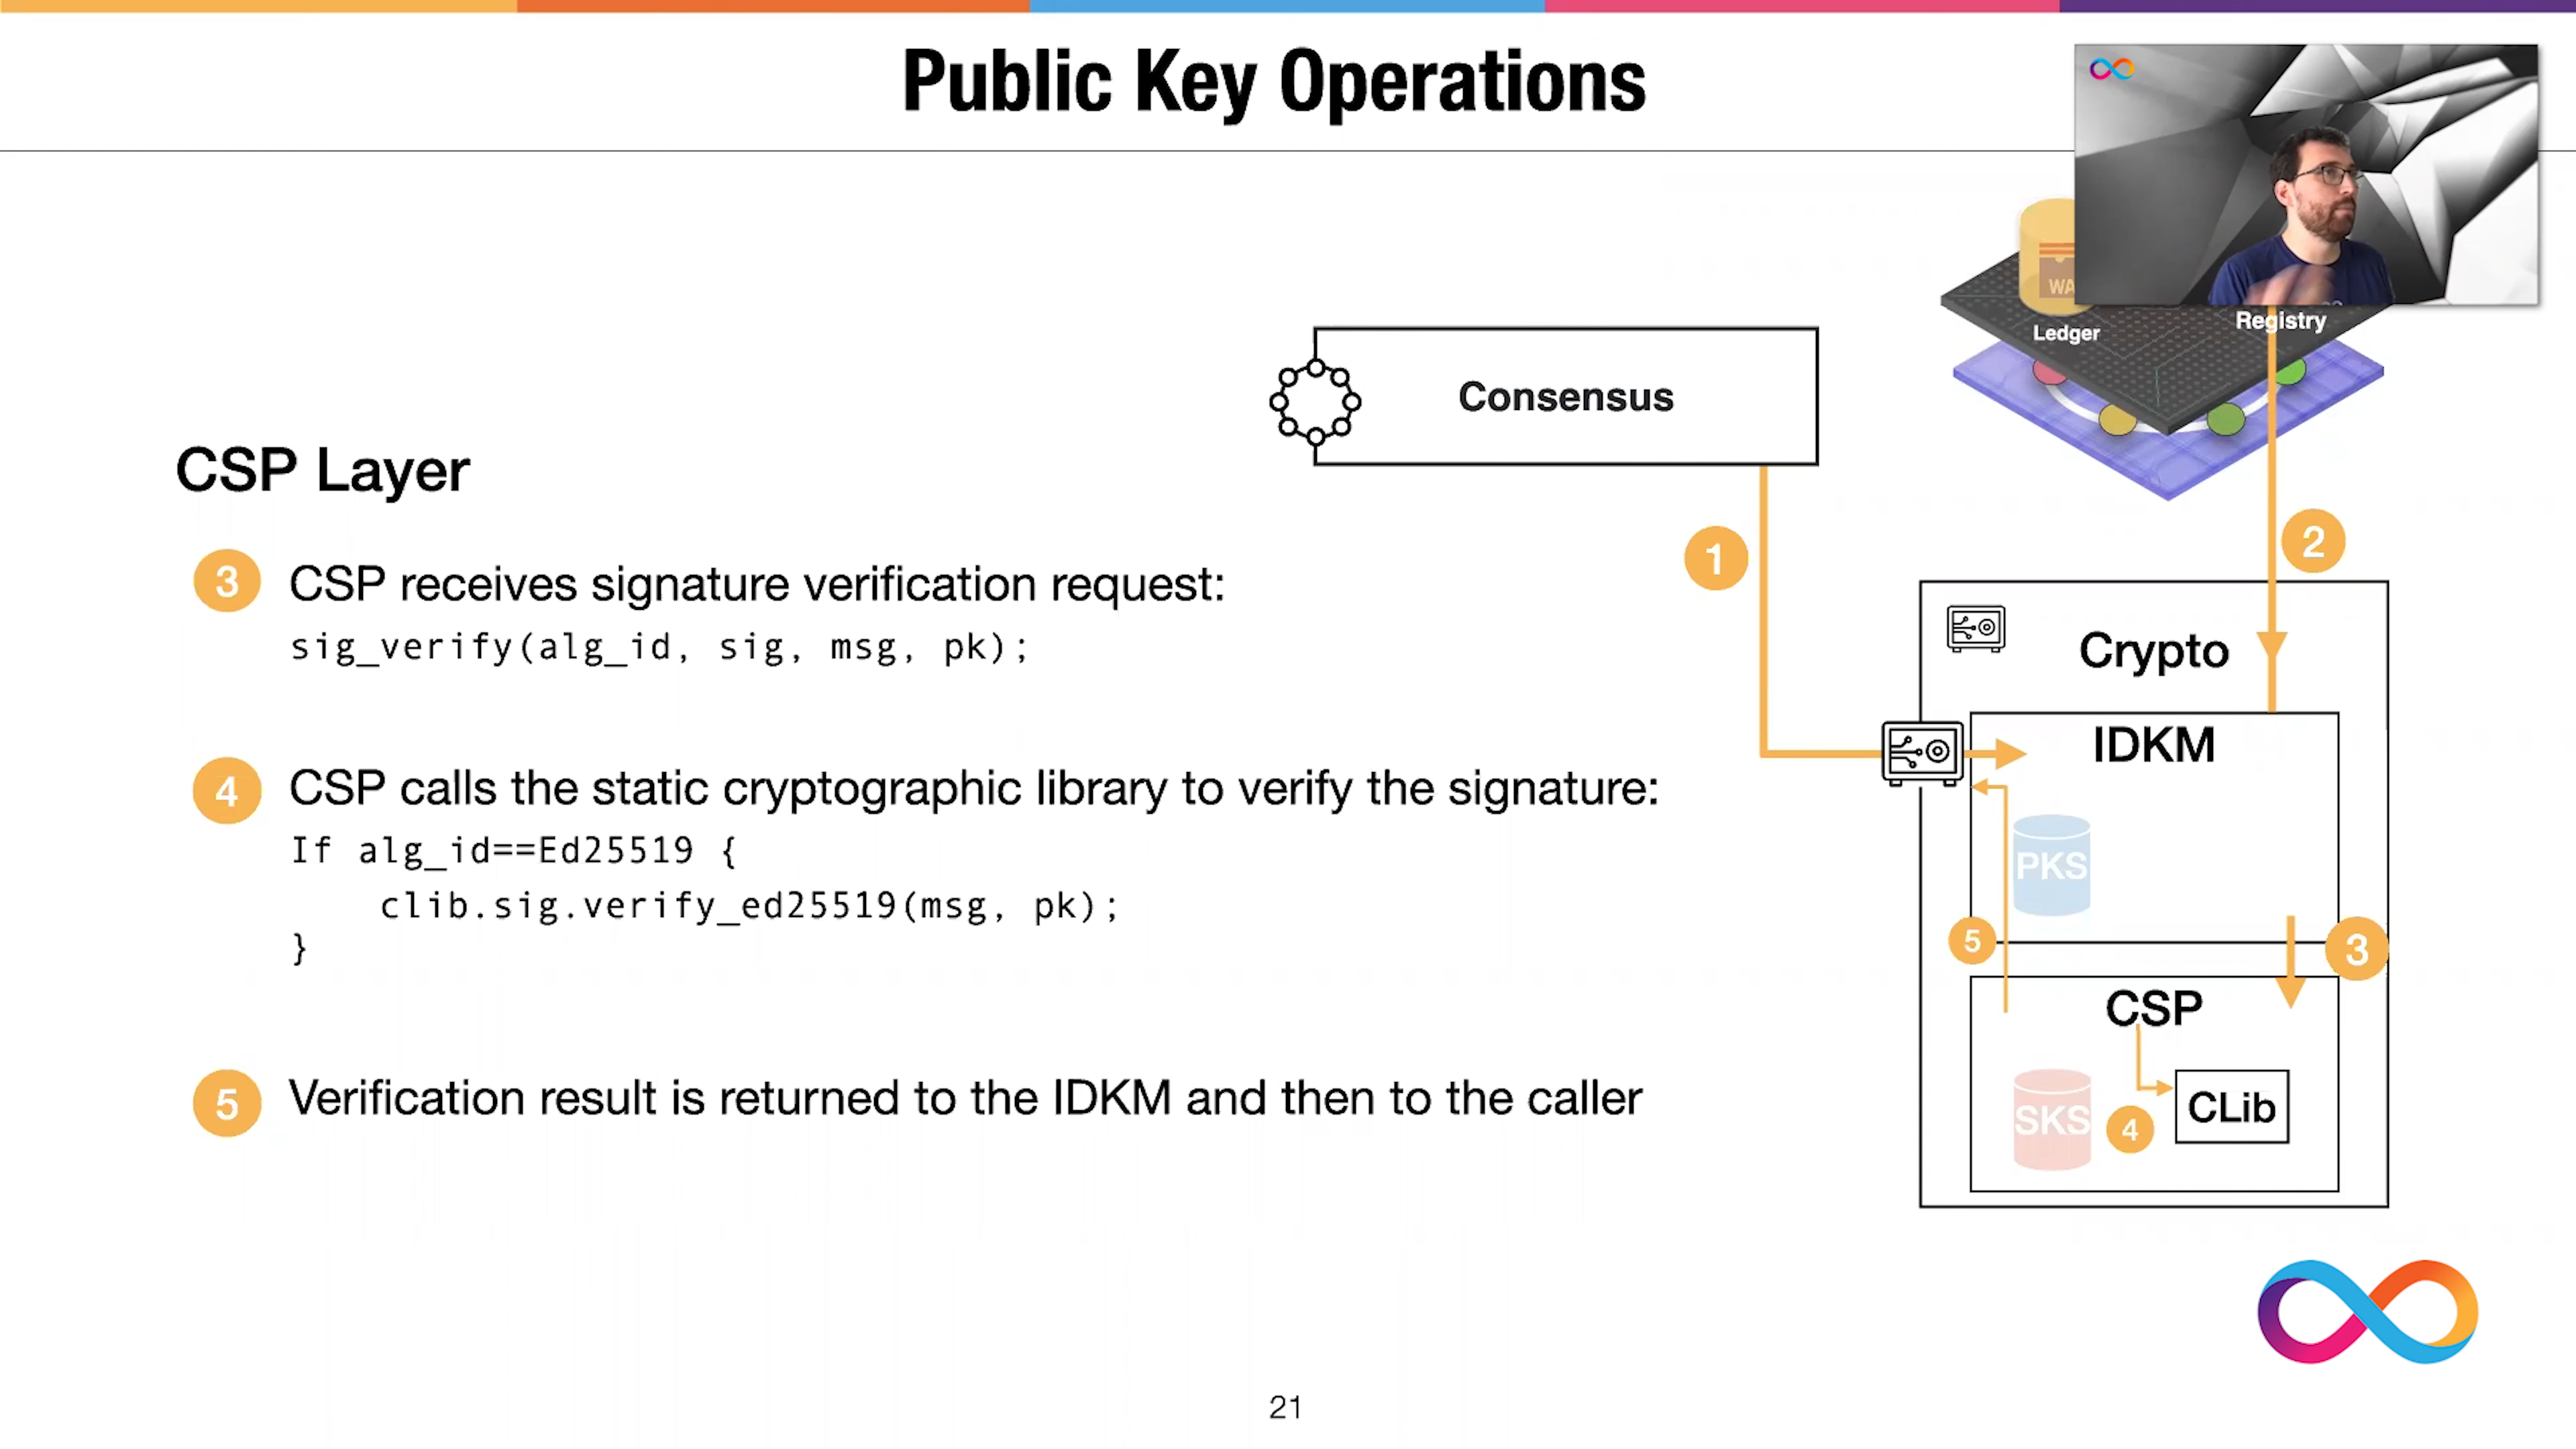 Public Key Operations
WA
Ledger
Registry
Consensus
CSP Layer
1
2
3
CSP receives signature verification request:
sig_verify(alg_id, sig, msg, pk);
Crypto
IDKM
4
CSP calls the static cryptographic library to verify the signature:
If alg_id==Ed25519 {
clib.sig.verify_ed25519(msg, pk);
}
PKS
5
3
CSP
5
Verification result is returned to the IDKM and then to the caller
SKS
4
CLib
21